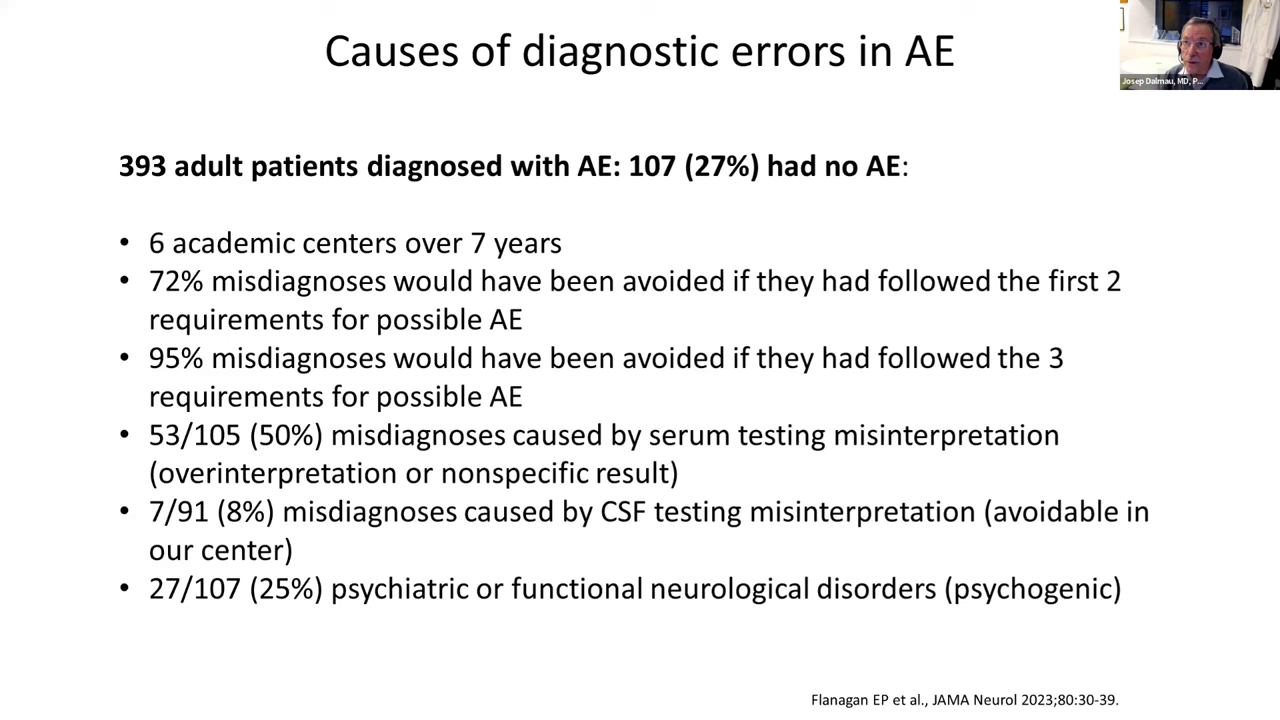 Causes of diagnostic errors in AE
Josep Dalmau, MD, P...
393 adult patients diagnosed with AE: 107 (27%) had no AE:
• 6 academic centers over 7 years
• 72% misdiagnoses would have been avoided if they had followed the first 2
requirements for possible AE
• 95% misdiagnoses would have been avoided if they had followed the 3
requirements for possible AE
• 53/105 (50%) misdiagnoses caused by serum testing misinterpretation
(overinterpretation or nonspecific result)
• 7/91 (8%) misdiagnoses caused by CSF testing misinterpretation (avoidable in
our center)
• 27/107 (25%) psychiatric or functional neurological disorders (psychogenic)
Flanagan EP et al., JAMA Neurol 2023;80:30-39.